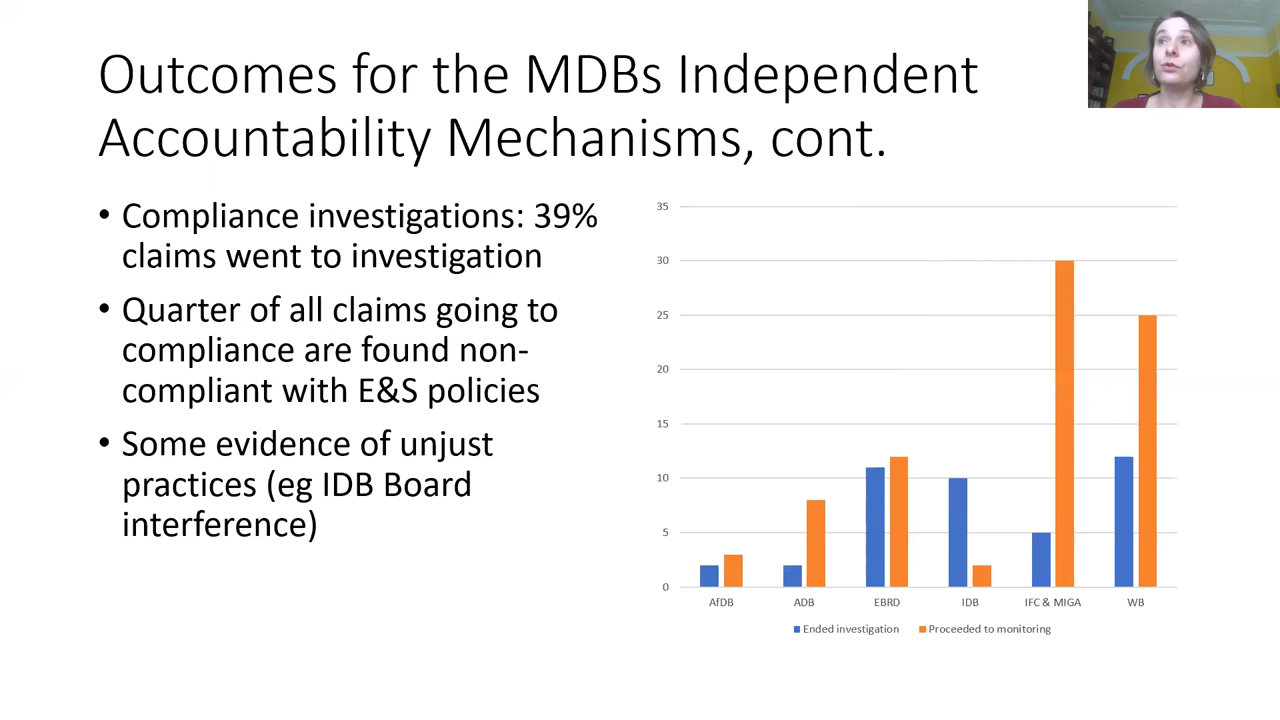 Outcomes for the MDBs Independent
Accountability Mechanisms, cont.
• Compliance investigations: 39%
claims went to investigation
• Quarter of all claims going to
compliance are found non-
compliant with E&S policies
• Some evidence of unjust
practices (eg IDB Board
interference)
35
30
25
20
15
10
5
0
AfDB ADB EBRD IDB IFC & MIGA WB
Ended investigation Proceeded to monitoring